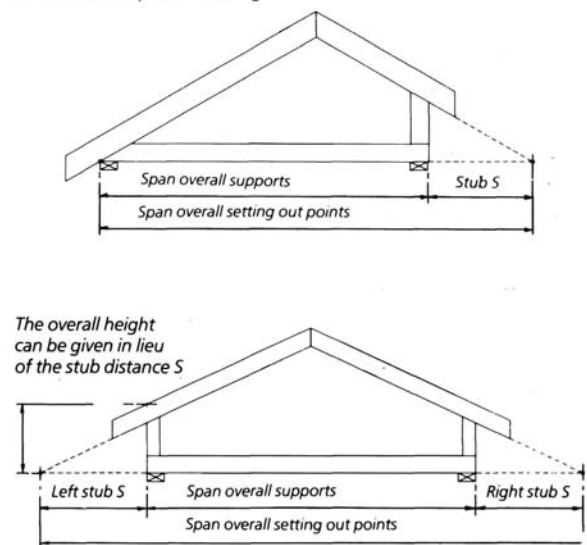 Span overall supports
Stub S
Span overall setting out points
The overall height
can be given in lieu
of the stub distance S
Left stub S
Span overall supports
Right stub S
Span overall setting out points